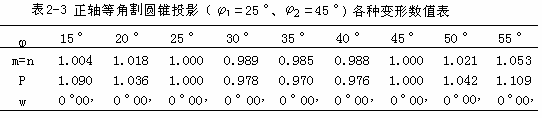 表2-3 正轴等角割圆锥投影(φ1=25°、φ2=45°)各种变形数值表
φ 15° 20° 25° 30° 35° 40° 45° 50° 55°
m=n 1.004 1.018 1.000 0.989 0.985 0.988 1.000 1.021 1.053
P 1.090 1.036 1.000 0.978 0.970 0.976 1.000 1.042 1.109
w 0°00, 0°00, 0°00, 0°00, 0°00, 0°00, 0°00, 0°00, 0°00,